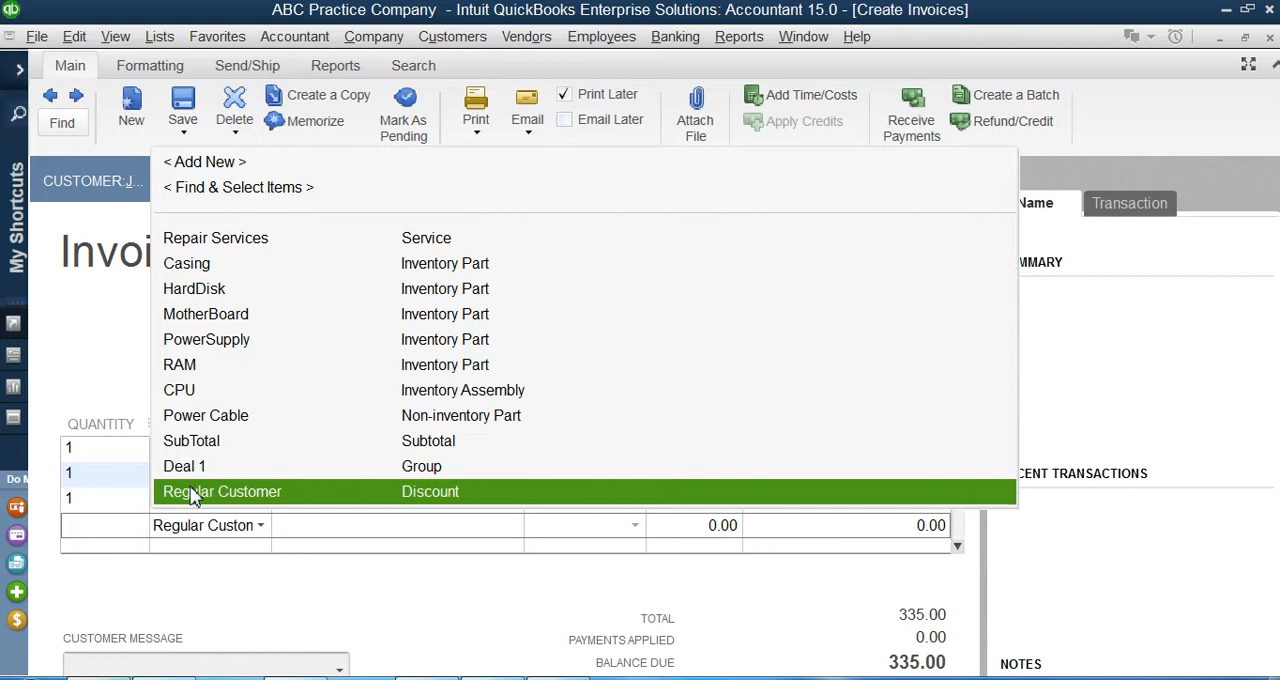 qb ABC Practice Company - Intuit QuickBooks Enterprise Solutions: Accountant 15.0 - [Create Invoices]
File Edit View Lists Favorites Accountant Company Customers Vendors Employees Banking Reports Window Help
Main Formatting Send/Ship Reports Search
Find New Save Delete Create a Copy Memorize Mark As Pending Print Email Print Later Email Later Attach File Add Time/Costs Apply Credits Receive Payments Create a Batch Refund/Credit
My Shortcuts
Do M
CUSTOMER:J...
Invoi
< Add New >
< Find & Select Items >
Repair Services Service
Casing Inventory Part
HardDisk Inventory Part
MotherBoard Inventory Part
PowerSupply Inventory Part
RAM Inventory Part
CPU Inventory Assembly
Power Cable Non-inventory Part
SubTotal Subtotal
Deal 1 Group
Regular Customer Discount
QUANTITY
1
1
1
Regular Custon 0.00 0.00
TOTAL 335.00
PAYMENTS APPLIED 0.00
BALANCE DUE 335.00
CUSTOMER MESSAGE
Name Transaction
MMARY
CENT TRANSACTIONS
NOTES